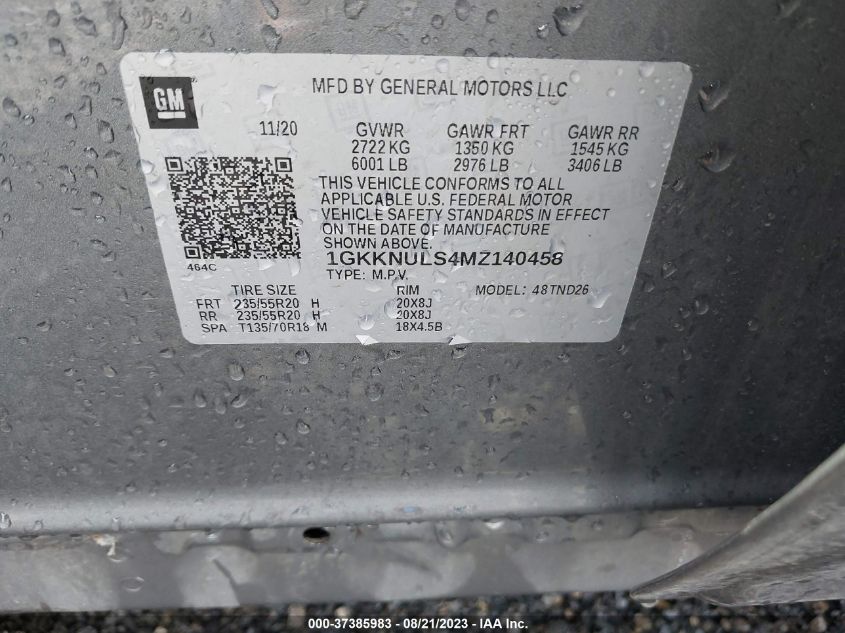 GM
MFD BY GENERAL MOTORS LLC
11/20 GVWR GAWR FRT GAWR RR
2722 KG 1350 KG 1545 KG
6001 LB 2976 LB 3406 LB
THIS VEHICLE CONFORMS TO ALL
APPLICABLE U.S. FEDERAL MOTOR
VEHICLE SAFETY STANDARDS IN EFFECT
ON THE DATE OF MANUFACTURE
SHOWN ABOVE.
464C
1GKKNULS4MZ140458
TYPE: M.P.V.
TIRE SIZE RIM MODEL: 48TND26
FRT 235/55R20 H 20X8J
RR 235/55R20 H 20X8J
SPA T135/70R18 M 18X4.5B
000-37385983 - 08/21/2023 - © IAA Inc.